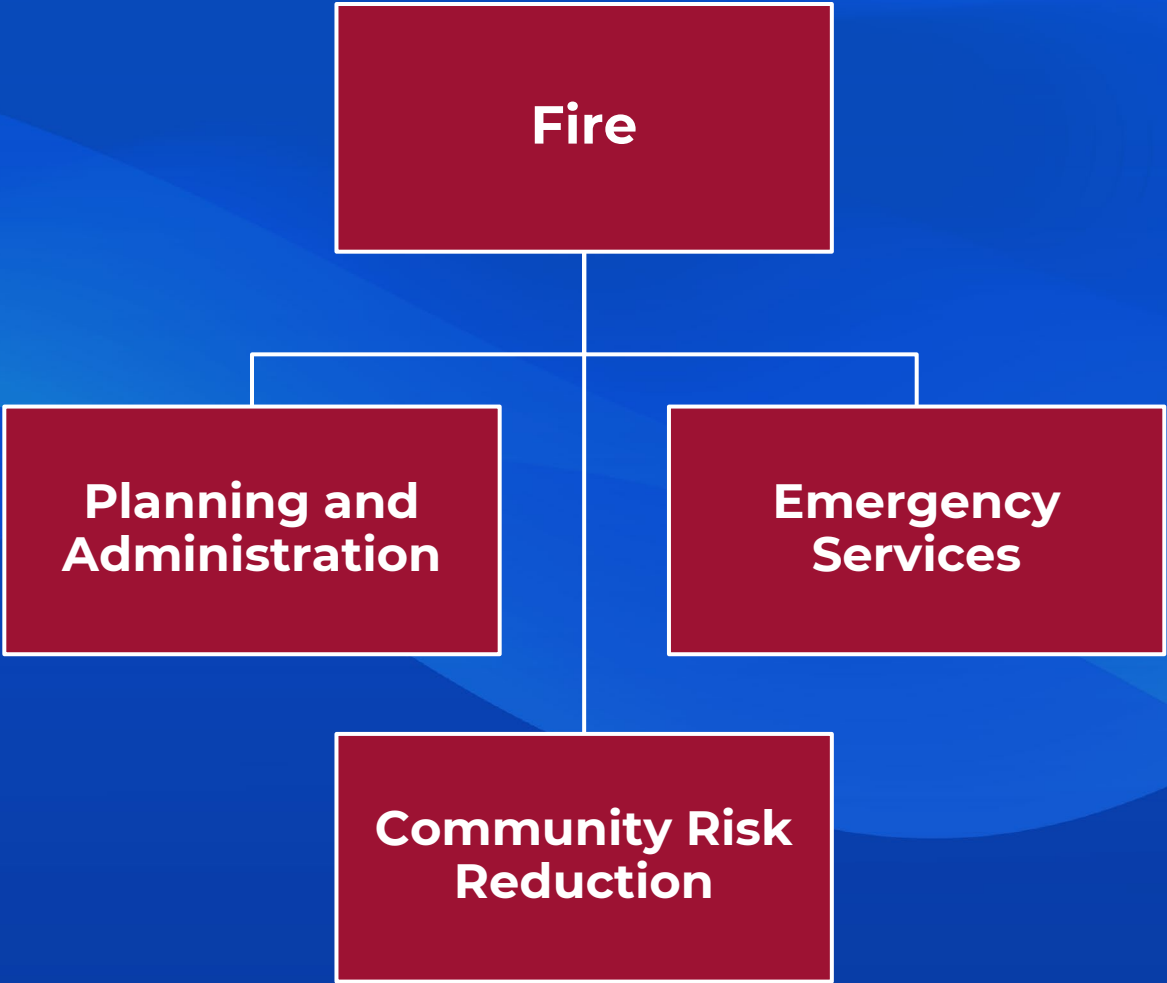 Fire
Planning and
Administration
Emergency
Services
Community Risk
Reduction